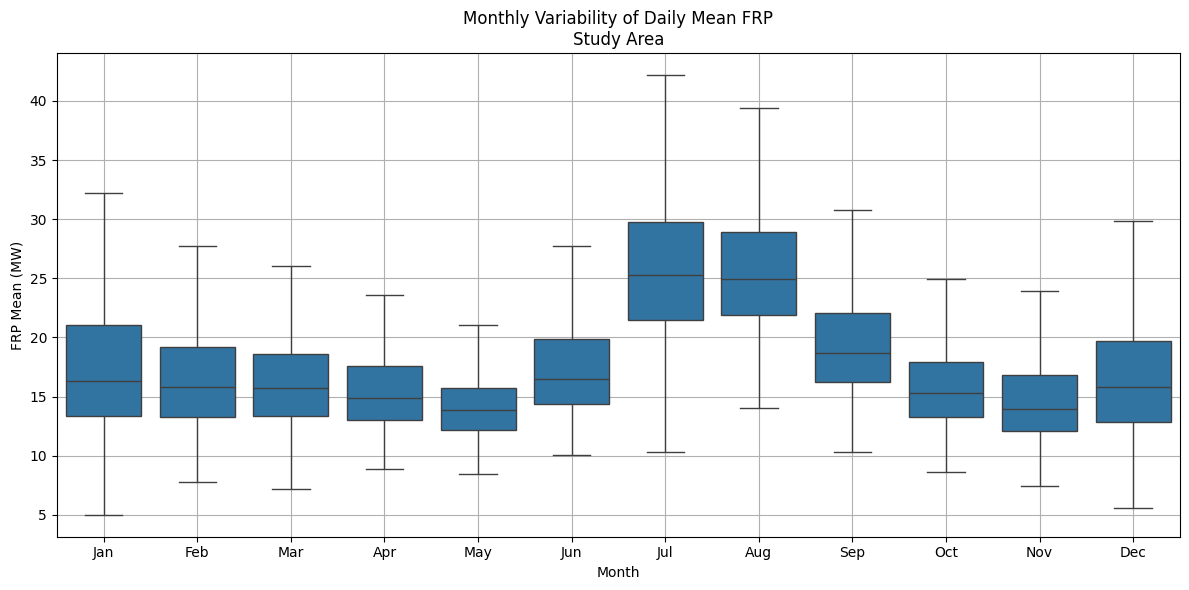 Monthly Variability of Daily Mean FRP
Study Area
FRP Mean (MW)
40
35
30
25
20
15
10
5
Jan Feb Mar Apr May Jun Jul Aug Sep Oct Nov Dec
Month